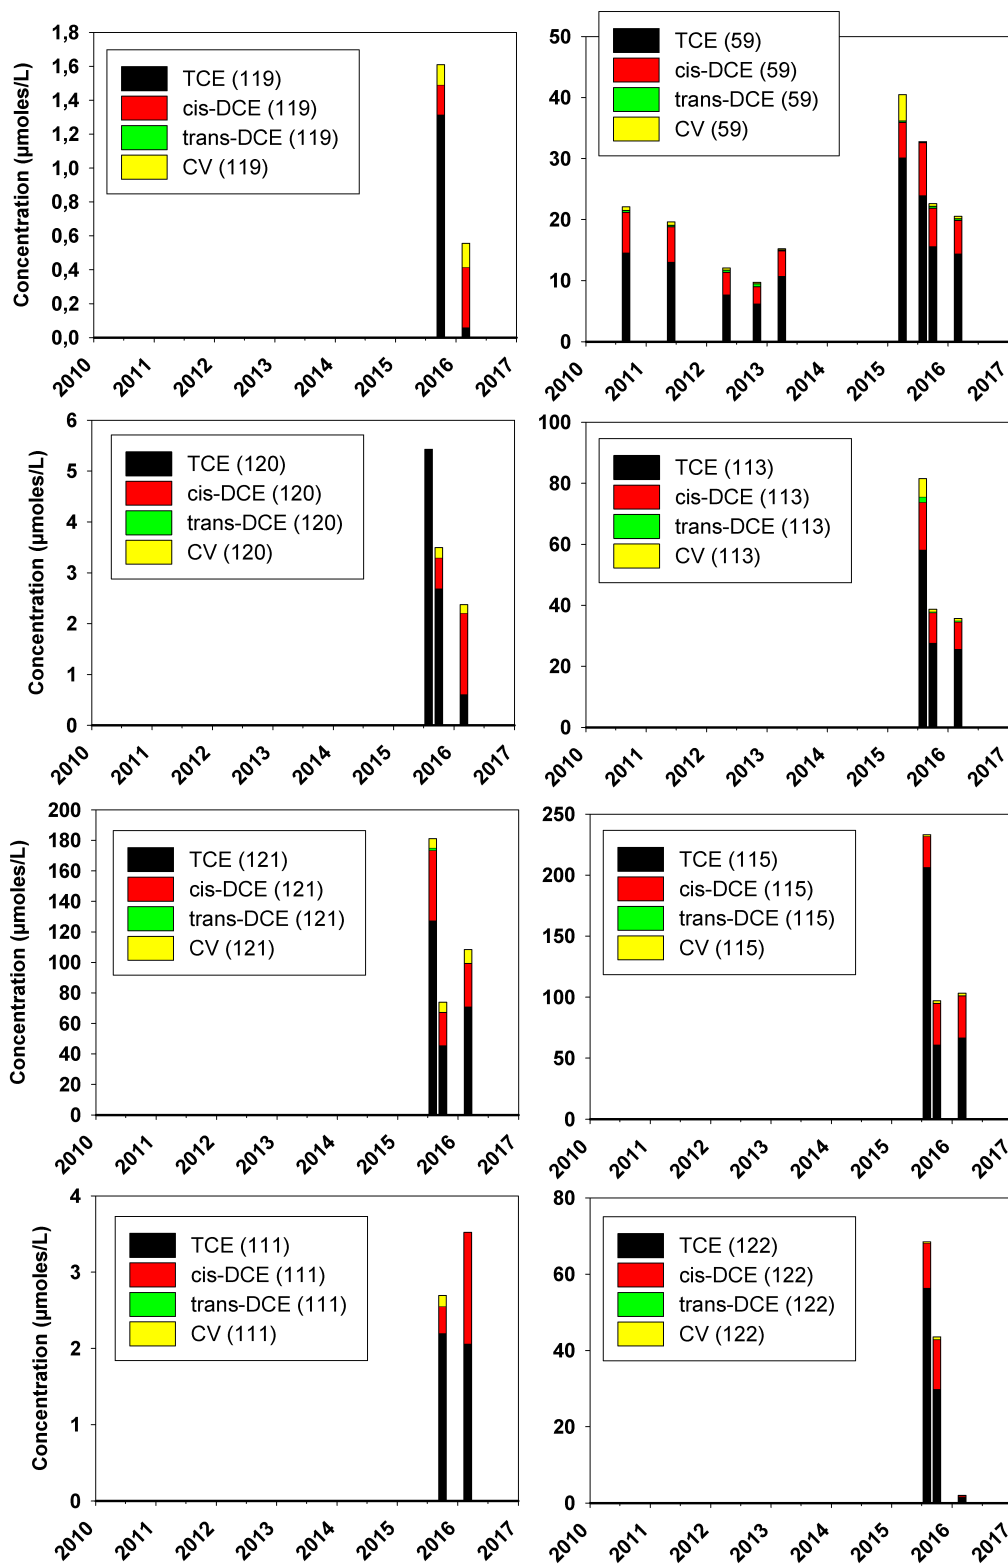 Concentration (µmoles/L)
1,8
1,6
1,4
1,2
1,0
0,8
0,6
0,4
0,2
0,0
TCE (119)
cis-DCE (119)
trans-DCE (119)
CV (119)
2010 2011 2012 2013 2014 2015 2016 2017
50
40
30
20
10
0
TCE (59)
cis-DCE (59)
trans-DCE (59)
CV (59)
2010 2011 2012 2013 2014 2015 2016 2017
Concentration (µmoles/L)
6
5
4
3
2
1
0
TCE (120)
cis-DCE (120)
trans-DCE (120)
CV (120)
2010 2011 2012 2013 2014 2015 2016 2017
100
80
60
40
20
0
TCE (113)
cis-DCE (113)
trans-DCE (113)
CV (113)
2010 2011 2012 2013 2014 2015 2016 2017
Concentration (µmoles/L)
200
180
160
140
120
100
80
60
40
20
0
TCE (121)
cis-DCE (121)
trans-DCE (121)
CV (121)
2010 2011 2012 2013 2014 2015 2016 2017
250
200
150
100
50
0
TCE (115)
cis-DCE (115)
trans-DCE (115)
CV (115)
2010 2011 2012 2013 2014 2015 2016 2017
Concentration (µmoles/L)
4
3
2
1
0
TCE (111)
cis-DCE (111)
trans-DCE (111)
CV (111)
2010 2011 2012 2013 2014 2015 2016 2017
80
60
40
20
0
TCE (122)
cis-DCE (122)
trans-DCE (122)
CV (122)
2010 2011 2012 2013 2014 2015 2016 2017